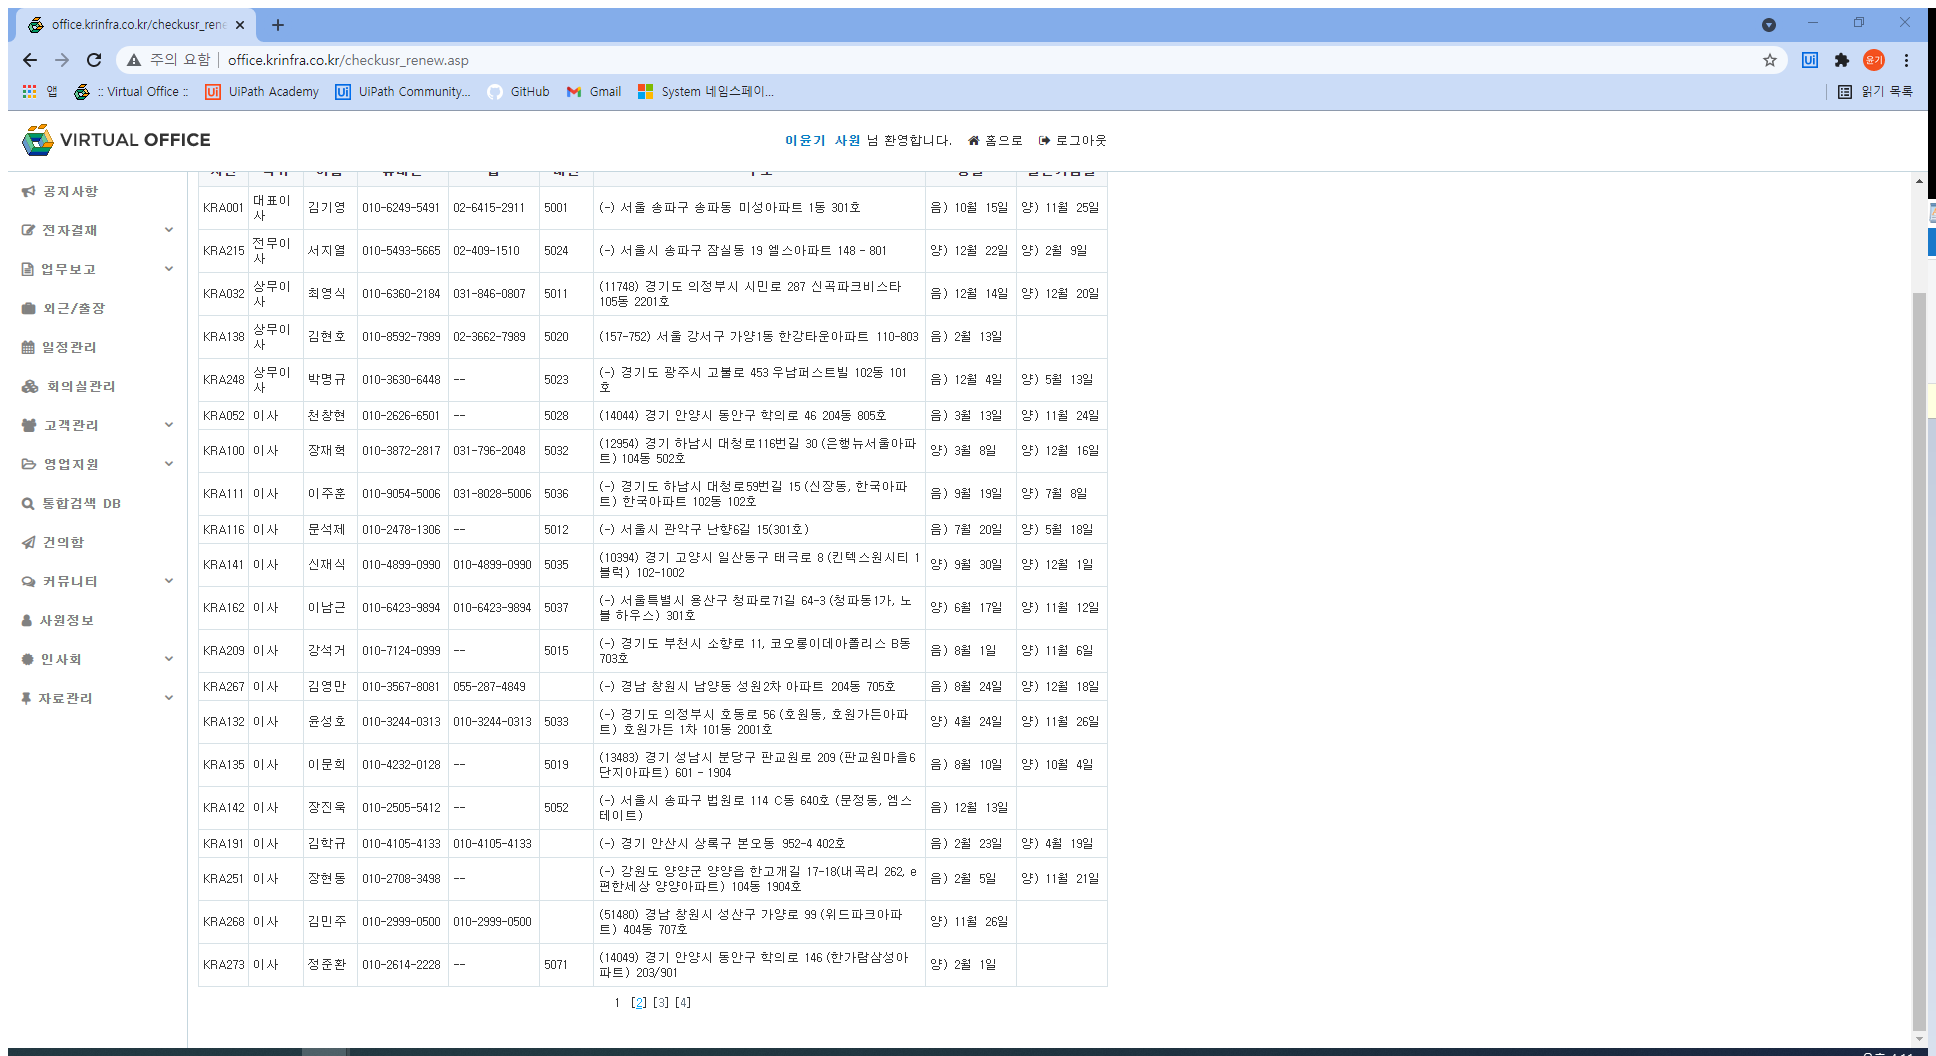 office.krinfra.co.kr/checkusr_ren
주의 요함 office.krinfra.co.kr/checkusr_renew.asp
윤기
앱 :: Virtual Office :: UiPath Academy UiPath Community... GitHub Gmail System 네임스페이... 읽기 목록
VIRTUAL OFFICE
이윤기 사원 님 환영합니다. 홈으로 로그아웃
공지사항
전자결재
업무보고
외근/출장
일정관리
회의실관리
고객관리
영업지원
통합검색 DB
건의함
커뮤니티
사원정보
인사회
자료관리
KRA001 대표이사 김기영 010-6249-5491 02-6415-2911 5001 (-) 서울 송파구 송파동 미성아파트 1동 301호 음) 10월 15일 양) 11월 25일
KRA215 전무이사 서지열 010-5493-5665 02-409-1510 5024 (-) 서울시 송파구 잠실동 19 엘스아파트 148 - 801 양) 12월 22일 양) 2월 9일
KRA032 상무이사 최영식 010-6360-2184 031-846-0807 5011 (11748) 경기도 의정부시 시민로 287 신곡파크비스타 105동 2201호 음) 12월 14일 양) 12월 20일
KRA138 상무이사 김현호 010-8592-7989 02-3662-7989 5020 (157-752) 서울 강서구 가양1동 한강타운아파트 110-803 음) 2월 13일
KRA248 상무이사 박명규 010-3630-6448 -- 5023 (-) 경기도 광주시 고불로 453 우남퍼스트빌 102동 101호 음) 12월 4일 양) 5월 13일
KRA052 이사 천창현 010-2626-6501 -- 5028 (14044) 경기 안양시 동안구 학의로 46 204동 805호 음) 3월 13일 양) 11월 24일
KRA100 이사 장재혁 010-3872-2817 031-796-2048 5032 (12954) 경기 하남시 대청로116번길 30 (은행뉴서울아파트) 104동 502호 양) 3월 8일 양) 12월 16일
KRA111 이사 이주훈 010-9054-5006 031-8028-5006 5036 (-) 경기도 하남시 대청로59번길 15 (신장동, 한국아파트) 한국아파트 102동 102호 음) 9월 19일 양) 7월 8일
KRA116 이사 문석제 010-2478-1306 -- 5012 (-) 서울시 관악구 난향6길 15(301호) 음) 7월 20일 양) 5월 18일
KRA141 이사 신재식 010-4899-0990 010-4899-0990 5035 (10394) 경기 고양시 일산동구 태극로 8 (킨텍스원시티 1블럭) 102-1002 양) 9월 30일 양) 12월 1일
KRA162 이사 이남근 010-6423-9894 010-6423-9894 5037 (-) 서울특별시 용산구 청파로71길 64-3 (청파동1가, 노블 하우스) 301호 양) 6월 17일 양) 11월 12일
KRA209 이사 강석거 010-7124-0999 -- 5015 (-) 경기도 부천시 소향로 11, 코오롱이데아폴리스 B동 703호 음) 8월 1일 양) 11월 6일
KRA267 이사 김영만 010-3567-8081 055-287-4849 (-) 경남 창원시 남양동 성원2차 아파트 204동 705호 음) 8월 24일 양) 12월 18일
KRA132 이사 윤성호 010-3244-0313 010-3244-0313 5033 (-) 경기도 의정부시 호동로 56 (호원동, 호원가든아파트) 호원가든 1차 101동 2001호 양) 4월 24일 양) 11월 26일
KRA135 이사 이문희 010-4232-0128 -- 5019 (13483) 경기 성남시 분당구 판교원로 209 (판교원마을6단지아파트) 601 - 1904 음) 8월 10일 양) 10월 4일
KRA142 이사 장진욱 010-2505-5412 -- 5052 (-) 서울시 송파구 법원로 114 C동 640호 (문정동, 엠스테이트) 음) 12월 13일
KRA191 이사 김학규 010-4105-4133 010-4105-4133 (-) 경기 안산시 상록구 본오동 952-4 402호 음) 2월 23일 양) 4월 19일
KRA251 이사 장현동 010-2708-3498 -- (-) 강원도 양양군 양양읍 한고개길 17-18(내곡리 262, e편한세상 양양아파트) 104동 1904호 음) 2월 5일 양) 11월 21일
KRA268 이사 김민주 010-2999-0500 010-2999-0500 (51480) 경남 창원시 성산구 가양로 99 (위드파크아파트) 404동 707호 양) 11월 26일
KRA273 이사 정준환 010-2614-2228 -- 5071 (14049) 경기 안양시 동안구 학의로 146 (한가람삼성아파트) 203/901 양) 2월 1일
1 [2] [3] [4]